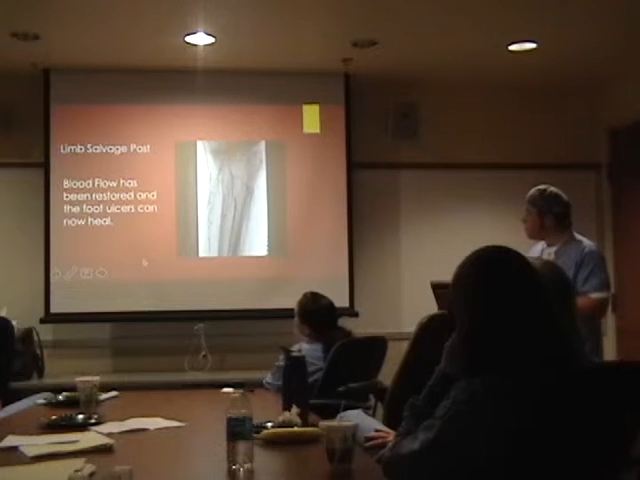 Limb Salvage Post
Blood Flow has
been restored and
the foot ulcers can
now heal.